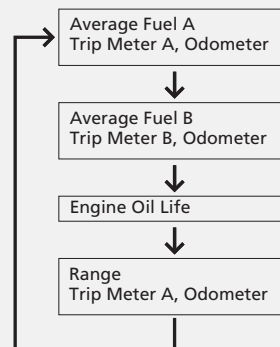 Average Fuel A
Trip Meter A, Odometer
Average Fuel B
Trip Meter B, Odometer
Engine Oil Life
Range
Trip Meter A, Odometer